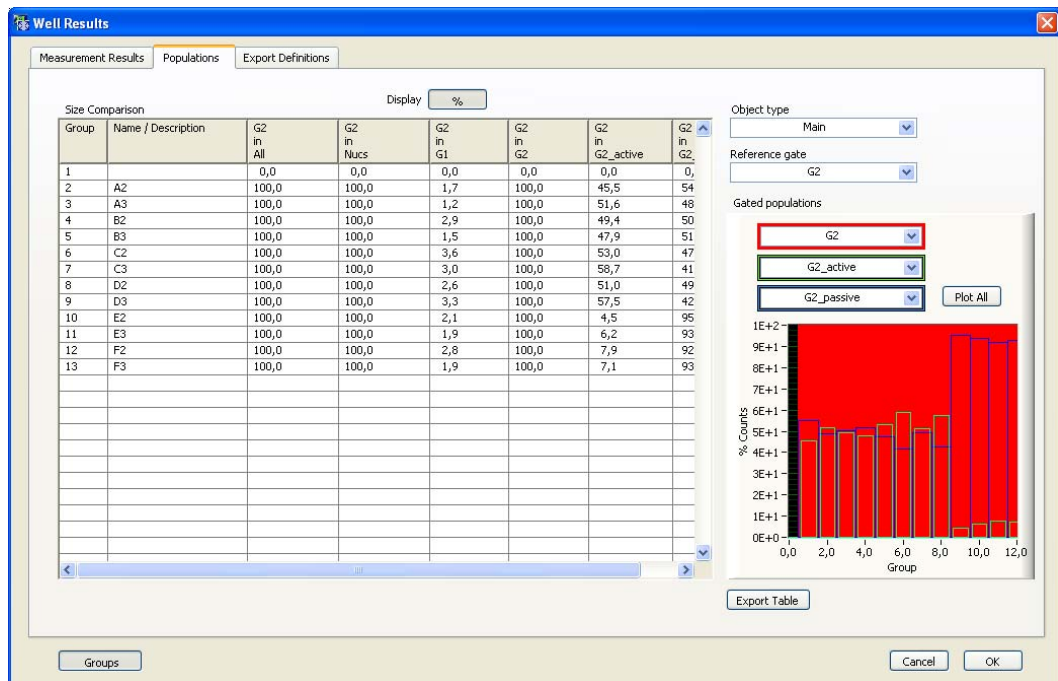 Well Results
Measurement Results Populations Export Definitions
Display %
Size Comparison
Group Name / Description G2 in All G2 in Nucs G2 in G1 G2 in G2 G2 in G2_active G2 in G2_
1 0,0 0,0 0,0 0,0 0,0 0,
2 A2 100,0 100,0 1,7 100,0 45,5 54
3 A3 100,0 100,0 1,2 100,0 51,6 48
4 B2 100,0 100,0 2,9 100,0 49,4 50
5 B3 100,0 100,0 1,5 100,0 47,9 51
6 C2 100,0 100,0 3,6 100,0 53,0 47
7 C3 100,0 100,0 3,0 100,0 58,7 41
8 D2 100,0 100,0 2,6 100,0 51,0 49
9 D3 100,0 100,0 3,3 100,0 57,5 42
10 E2 100,0 100,0 2,1 100,0 4,5 95
11 E3 100,0 100,0 1,9 100,0 6,2 93
12 F2 100,0 100,0 2,8 100,0 7,9 92
13 F3 100,0 100,0 1,9 100,0 7,1 93
Object type
Main
Reference gate
G2
Gated populations
G2
G2_active
G2_passive Plot All
1E+2
9E+1
8E+1
7E+1
6E+1
5E+1
4E+1
3E+1
2E+1
1E+1
0E+0
% Counts
0,0 2,0 4,0 6,0 8,0 10,0 12,0
Group
Export Table
Groups Cancel OK